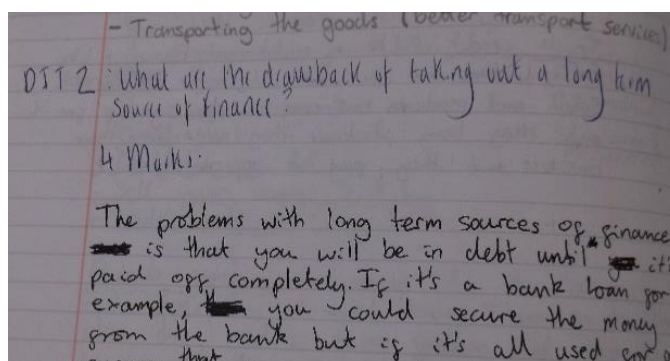 - Transporting the goods (better transport services)
DIT 2: What are the drawback of taking out a long term
source of finance?
4 Marks.
The problems with long term sources of finance
is that you will be in debt until it's
paid off completely. If it's a bank loan for
example, you could secure the money
from the bank but if it's all used
that